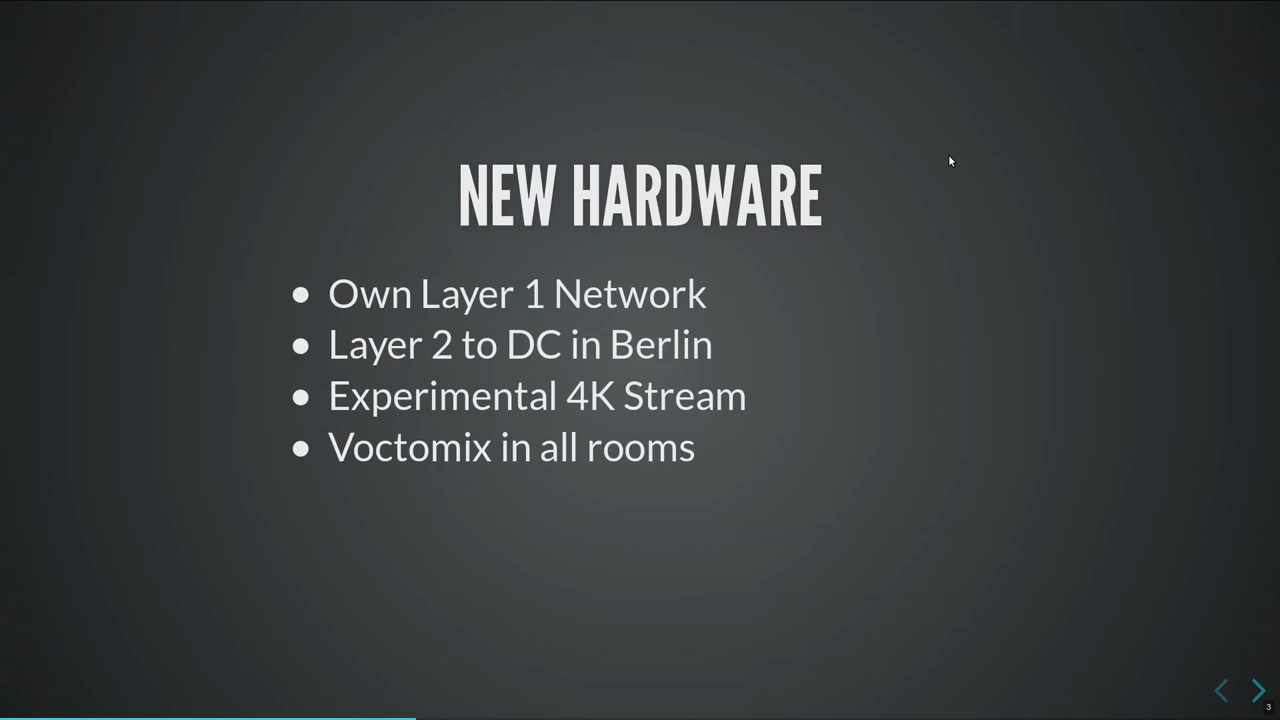 NEW HARDWARE
• Own Layer 1 Network
• Layer 2 to DC in Berlin
• Experimental 4K Stream
• Voctomix in all rooms
3